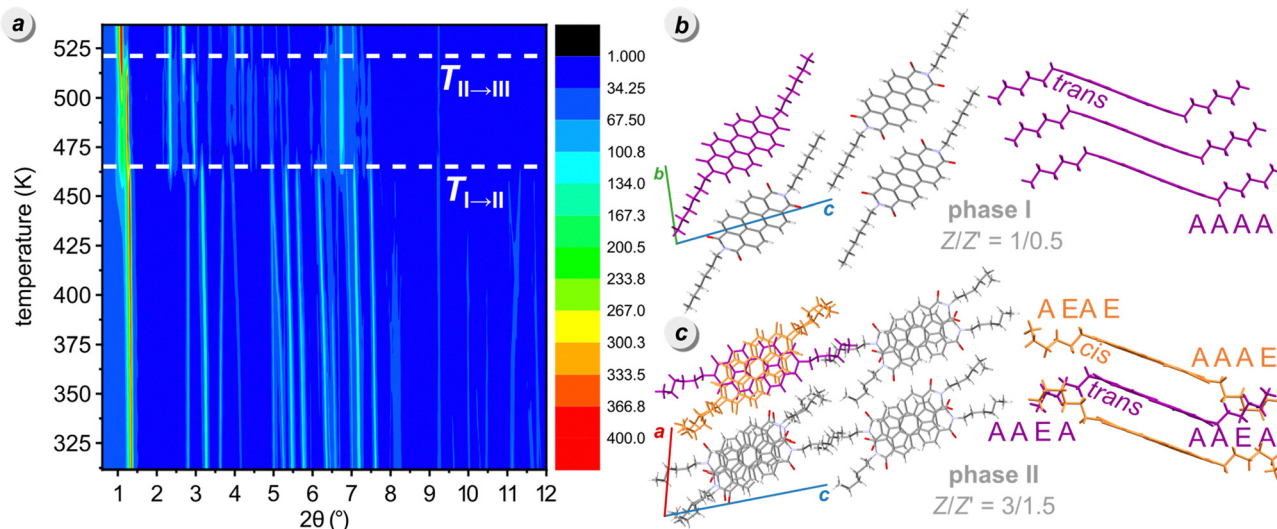 a
temperature (K)
525
500
475
450
425
400
375
350
325
T II→III
T I→II
1 2 3 4 5 6 7 8 9 10 11 12
2θ (°)
1.000
34.25
67.50
100.8
134.0
167.3
200.5
233.8
267.0
300.3
333.5
366.8
400.0
b
trans
b
c
phase I
Z/Z' = 1/0.5
A A A A
c
A E A E
cis
A A A E
trans
A A E A
A A E A
a
c
phase II
Z/Z' = 3/1.5